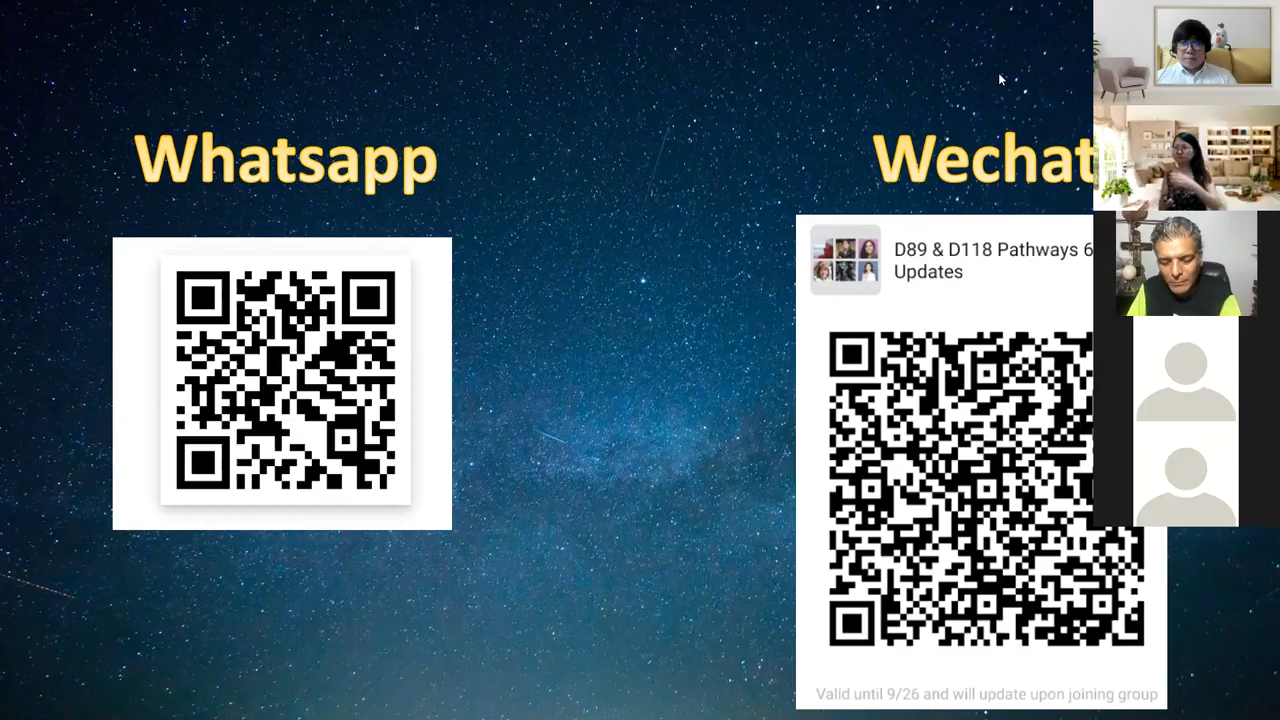 Whatsapp
Wechat
D89 & D118 Pathways 6
Updates
Valid until 9/26 and will update upon joining group